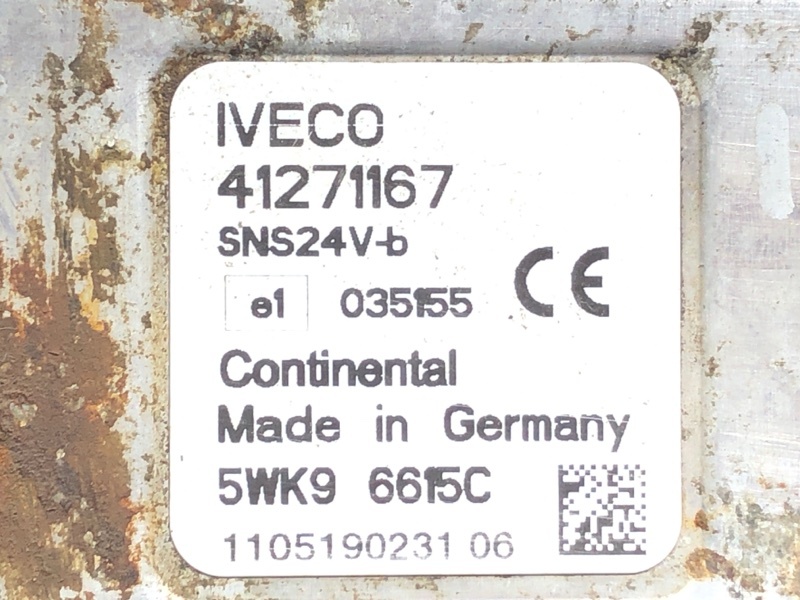 IVECO
41271167
SNS24V-b
e1 035155 CE
Continental
Made in Germany
5WK9 6615C
1105190231 06